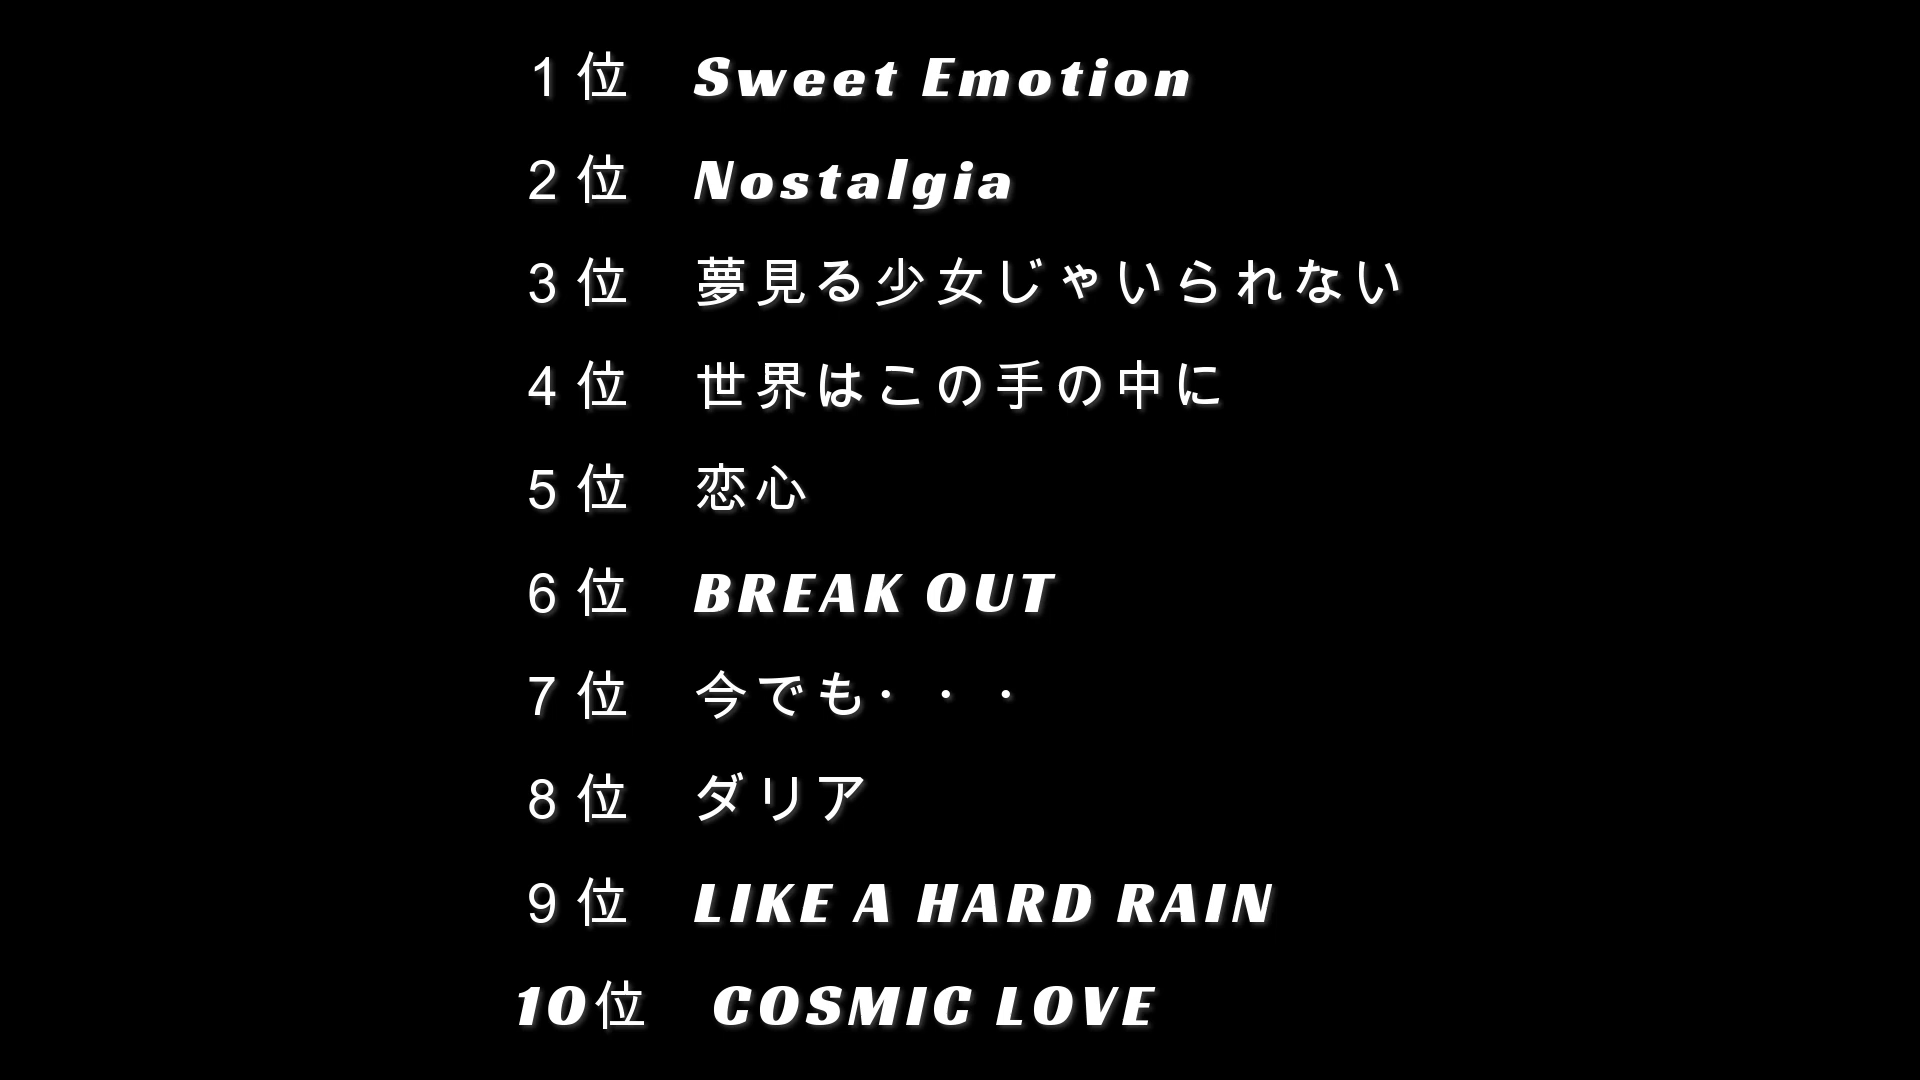 1位 Sweet Emotion
2位 Nostalgia
3位 夢見る少女じゃいられない
4位 世界はこの手の中に
5位 恋心
6位 BREAK OUT
7位 今でも・・・
8位 ダリア
9位 LIKE A HARD RAIN
10位 COSMIC LOVE